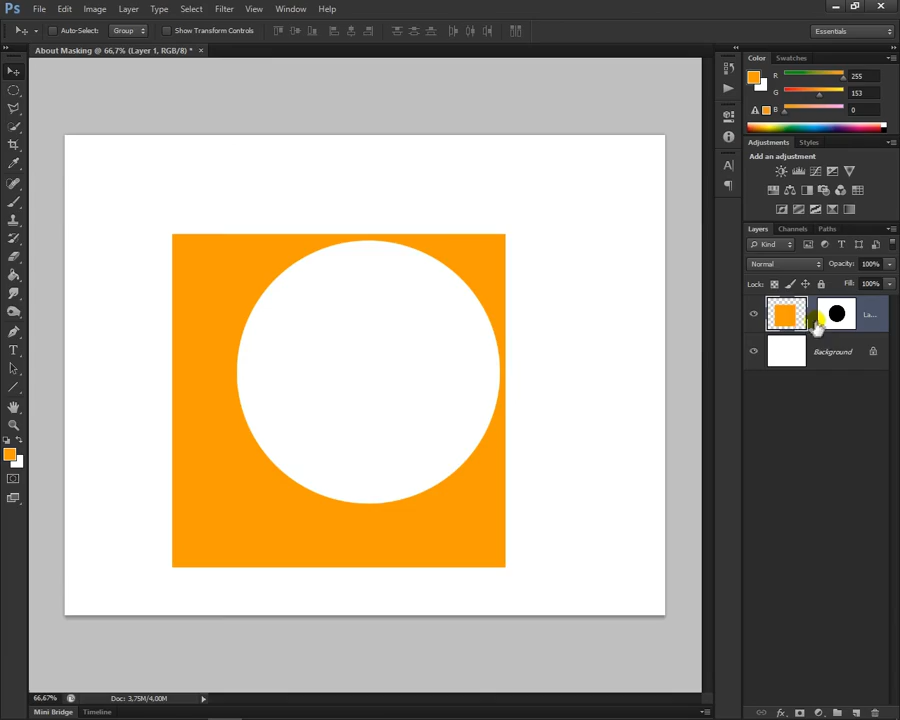 Ps File Edit Image Layer Type Select Filter View Window Help
Auto-Select: Group Show Transform Controls Essentials
About Masking @ 66,7% (Layer 1, RGB/8) * ×
Color Swatches
R 255
G 153
B 0
Adjustments Styles
Add an adjustment
Layers Channels Paths
Kind T
Normal Opacity: 100%
Lock: Fill: 100%
La...
Background
66,67% Doc: 3,75M/4,00M
Mini Bridge Timeline